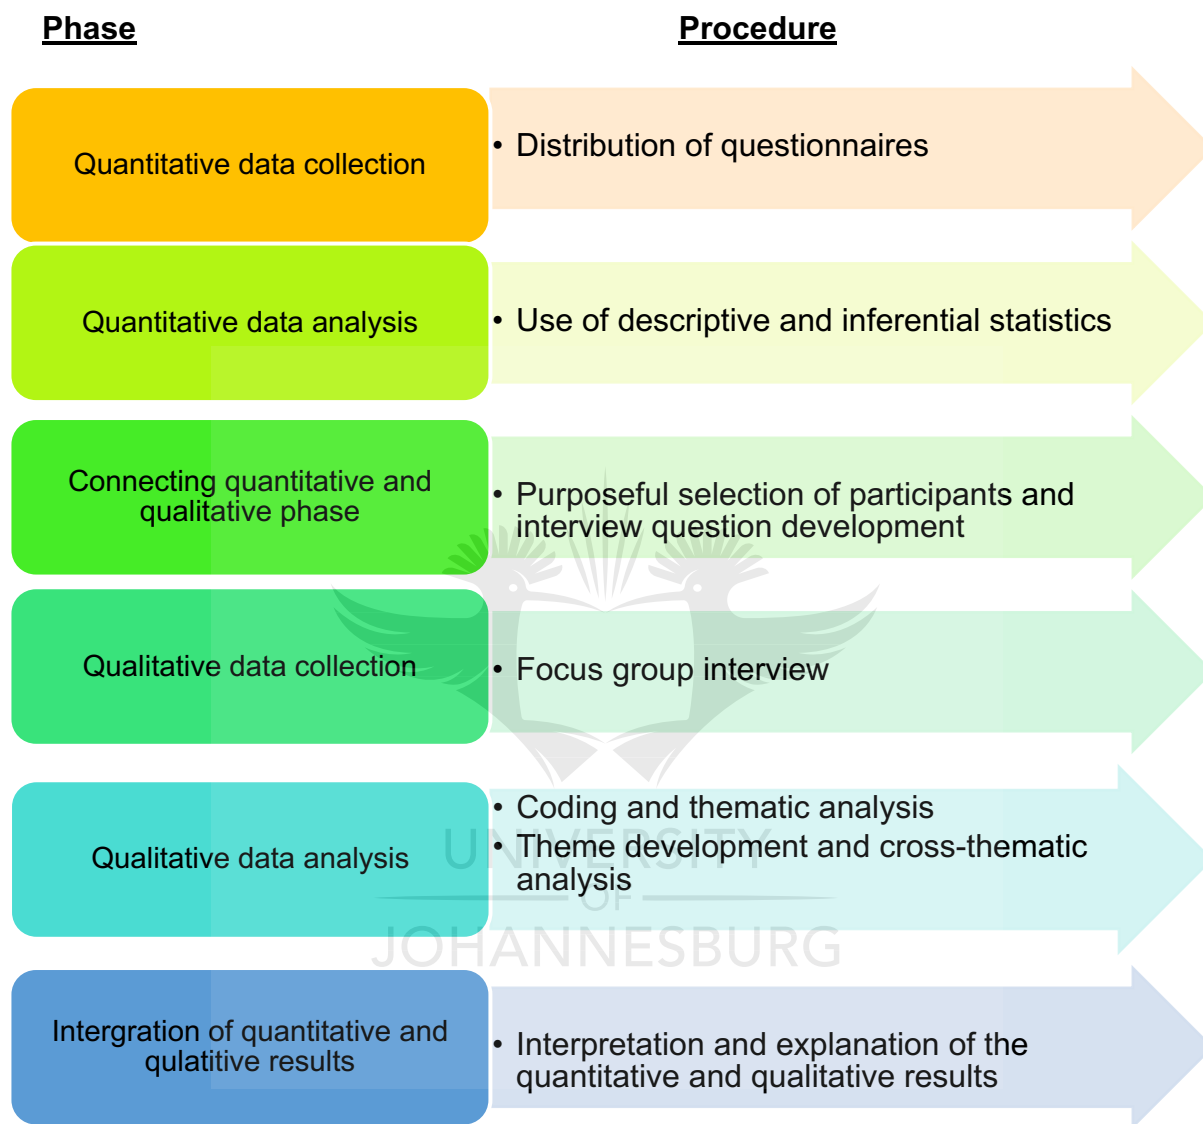 Phase
Procedure
Quantitative data collection
• Distribution of questionnaires
Quantitative data analysis
• Use of descriptive and inferential statistics
Connecting quantitative and
qualitative phase
• Purposeful selection of participants and
interview question development
Qualitative data collection
• Focus group interview
Qualitative data analysis
• Coding and thematic analysis
• Theme development and cross-thematic
analysis
Intergration of quantitative and
qulatitive results
• Interpretation and explanation of the
quantitative and qualitative results
UNIVERSITY
OF
JOHANNESBURG